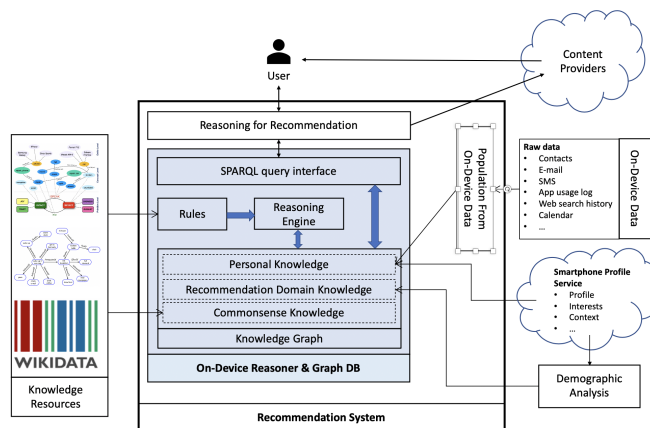 User
Content
Providers
Reasoning for Recommendation
SPARQL query interface
Rules
Reasoning
Engine
Personal Knowledge
Recommendation Domain Knowledge
Commonsense Knowledge
Knowledge Graph
On-Device Reasoner & Graph DB
Recommendation System
WIKIDATA
Knowledge
Resources
Population From
On-Device Data
Raw data
• Contacts
• E-mail
• SMS
• App usage log
• Web search history
• Calendar
• ...
On-Device Data
Smartphone Profile
Service
• Profile
• Interests
• Context
• ...
Demographic
Analysis